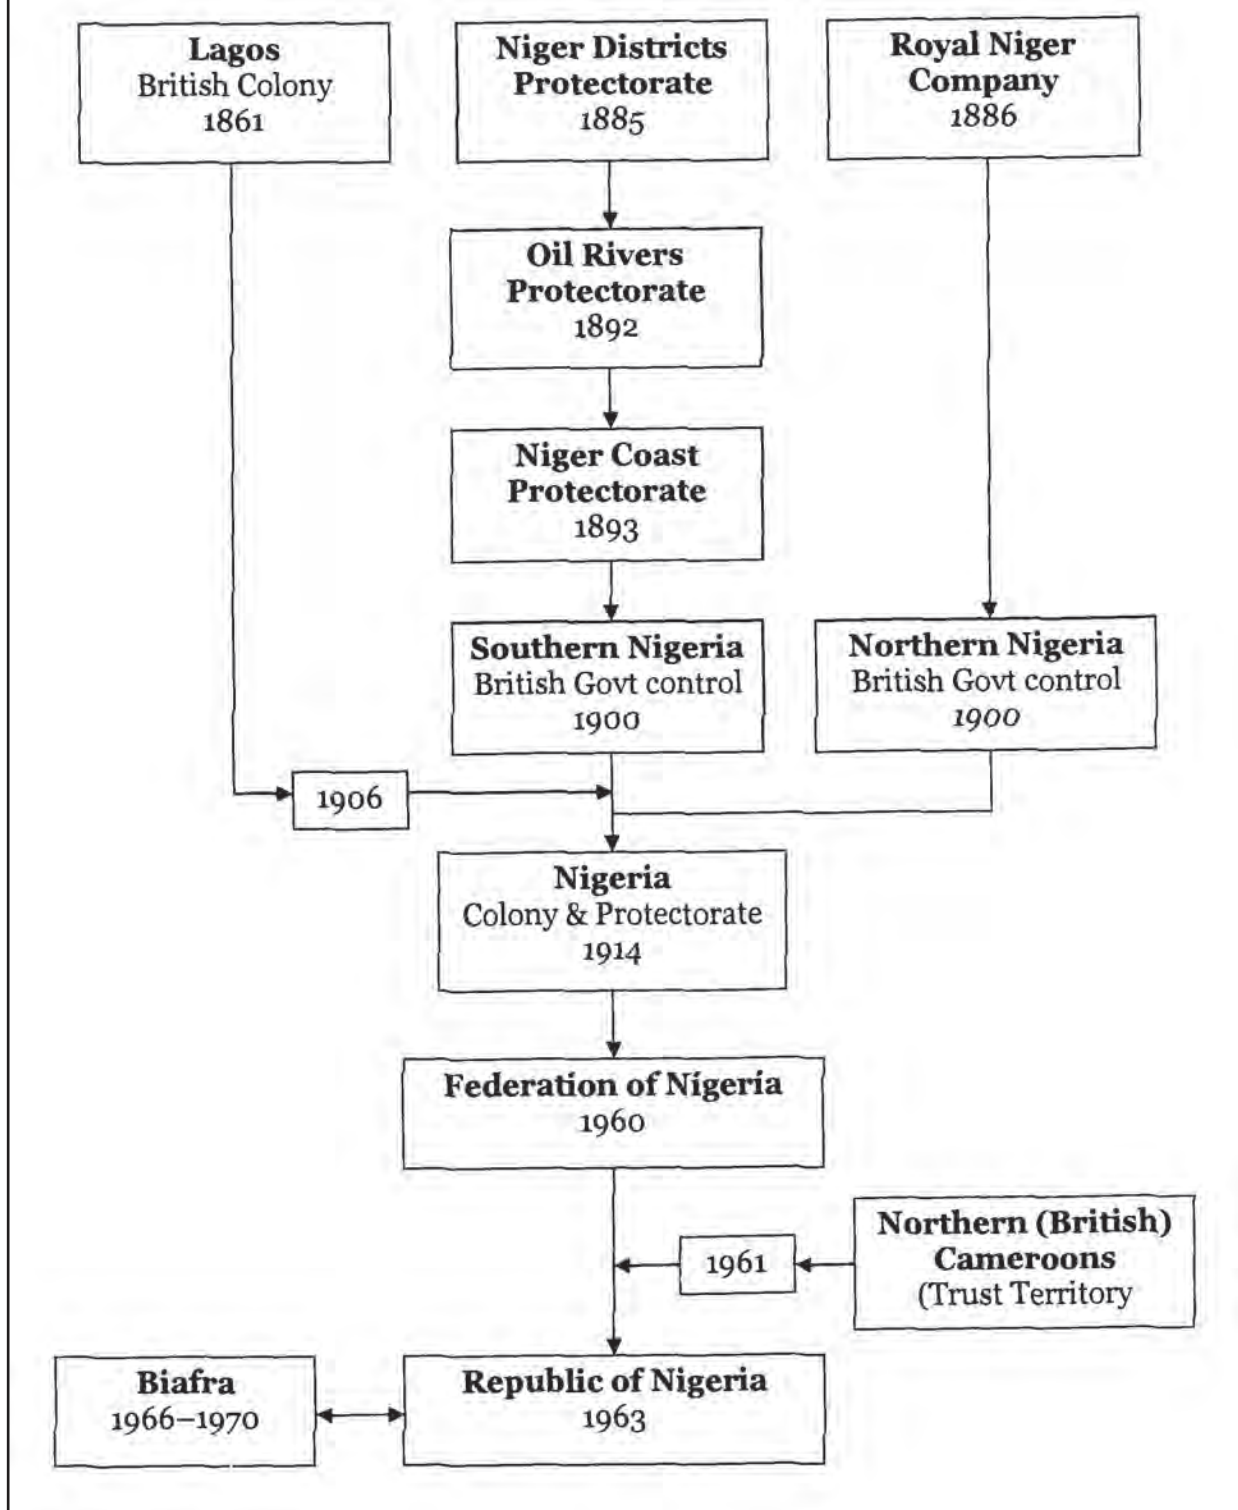 Lagos
British Colony
1861
Niger Districts
Protectorate
1885
Royal Niger
Company
1886
Oil Rivers
Protectorate
1892
Niger Coast
Protectorate
1893
Southern Nigeria
British Govt control
1900
Northern Nigeria
British Govt control
1900
1906
Nigeria
Colony & Protectorate
1914
Federation of Nigeria
1960
Northern (British)
Cameroons
(Trust Territory
1961
Biafra
1966–1970
Republic of Nigeria
1963